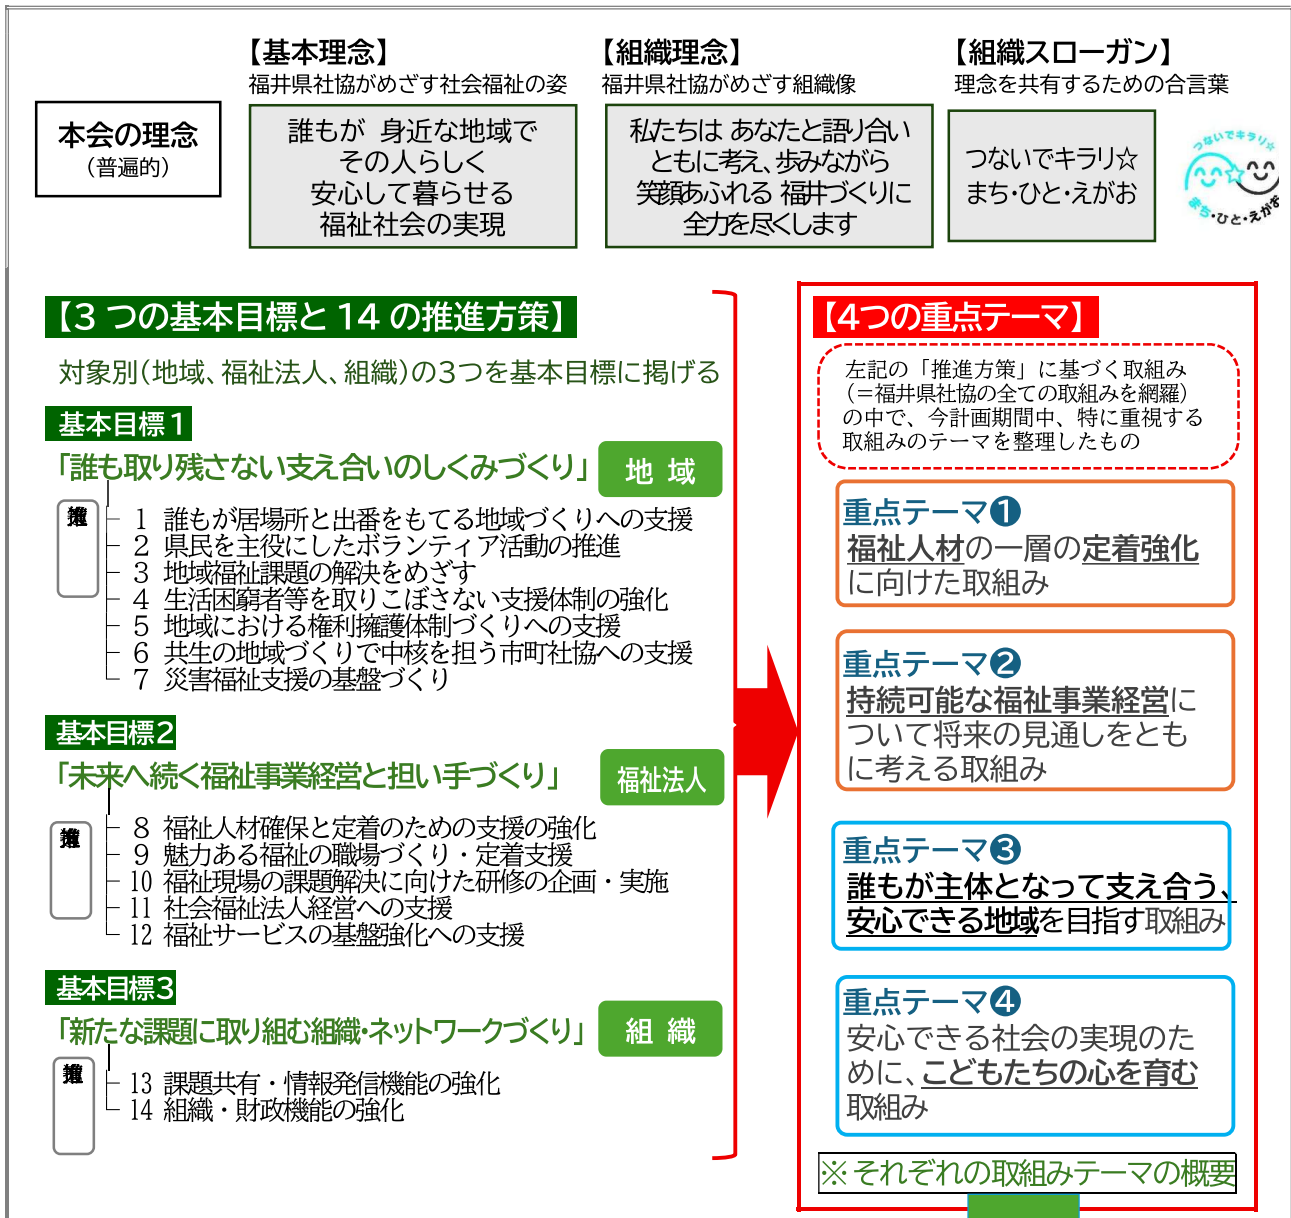 【基本理念】
福井県社協がめざす社会福祉の姿
【組織理念】
福井県社協がめざす組織像
【組織スローガン】
理念を共有するための合言葉
本会の理念
（普遍的）
誰もが 身近な地域で
その人らしく
安心して暮らせる
福祉社会の実現
私たちは あなたと語り合い
ともに考え、歩みながら
笑顔あふれる 福井づくりに
全力を尽くします
つないでキラリ☆
まち・ひと・えがお
つないでキラリ☆
まち・ひと・えがお
【3 つの基本目標と 14 の推進方策】
対象別（地域、福祉法人、組織）の3つを基本目標に掲げる
基本目標1
「誰も取り残さない支え合いのしくみづくり」
地 域
1 誰もが居場所と出番をもてる地域づくりへの支援
2 県民を主役にしたボランティア活動の推進
3 地域福祉課題の解決をめざす
4 生活困窮者等を取りこぼさない支援体制の強化
5 地域における権利擁護体制づくりへの支援
6 共生の地域づくりで中核を担う市町社協への支援
7 災害福祉支援の基盤づくり
基本目標2
「未来へ続く福祉事業経営と担い手づくり」
福祉法人
8 福祉人材確保と定着のための支援の強化
9 魅力ある福祉の職場づくり・定着支援
10 福祉現場の課題解決に向けた研修の企画・実施
11 社会福祉法人経営への支援
12 福祉サービスの基盤強化への支援
基本目標3
「新たな課題に取り組む組織・ネットワークづくり」
組 織
13 課題共有・情報発信機能の強化
14 組織・財政機能の強化
【4つの重点テーマ】
左記の「推進方策」に基づく取組み
（＝福井県社協の全ての取組みを網羅）
の中で、今計画期間中、特に重視する
取組みのテーマを整理したもの
重点テーマ❶
福祉人材の一層の定着強化
に向けた取組み
重点テーマ❷
持続可能な福祉事業経営に
ついて将来の見通しをとも
に考える取組み
重点テーマ❸
誰もが主体となって支え合う、
安心できる地域を目指す取組み
重点テーマ❹
安心できる社会の実現のた
めに、こどもたちの心を育む
取組み
※それぞれの取組みテーマの概要